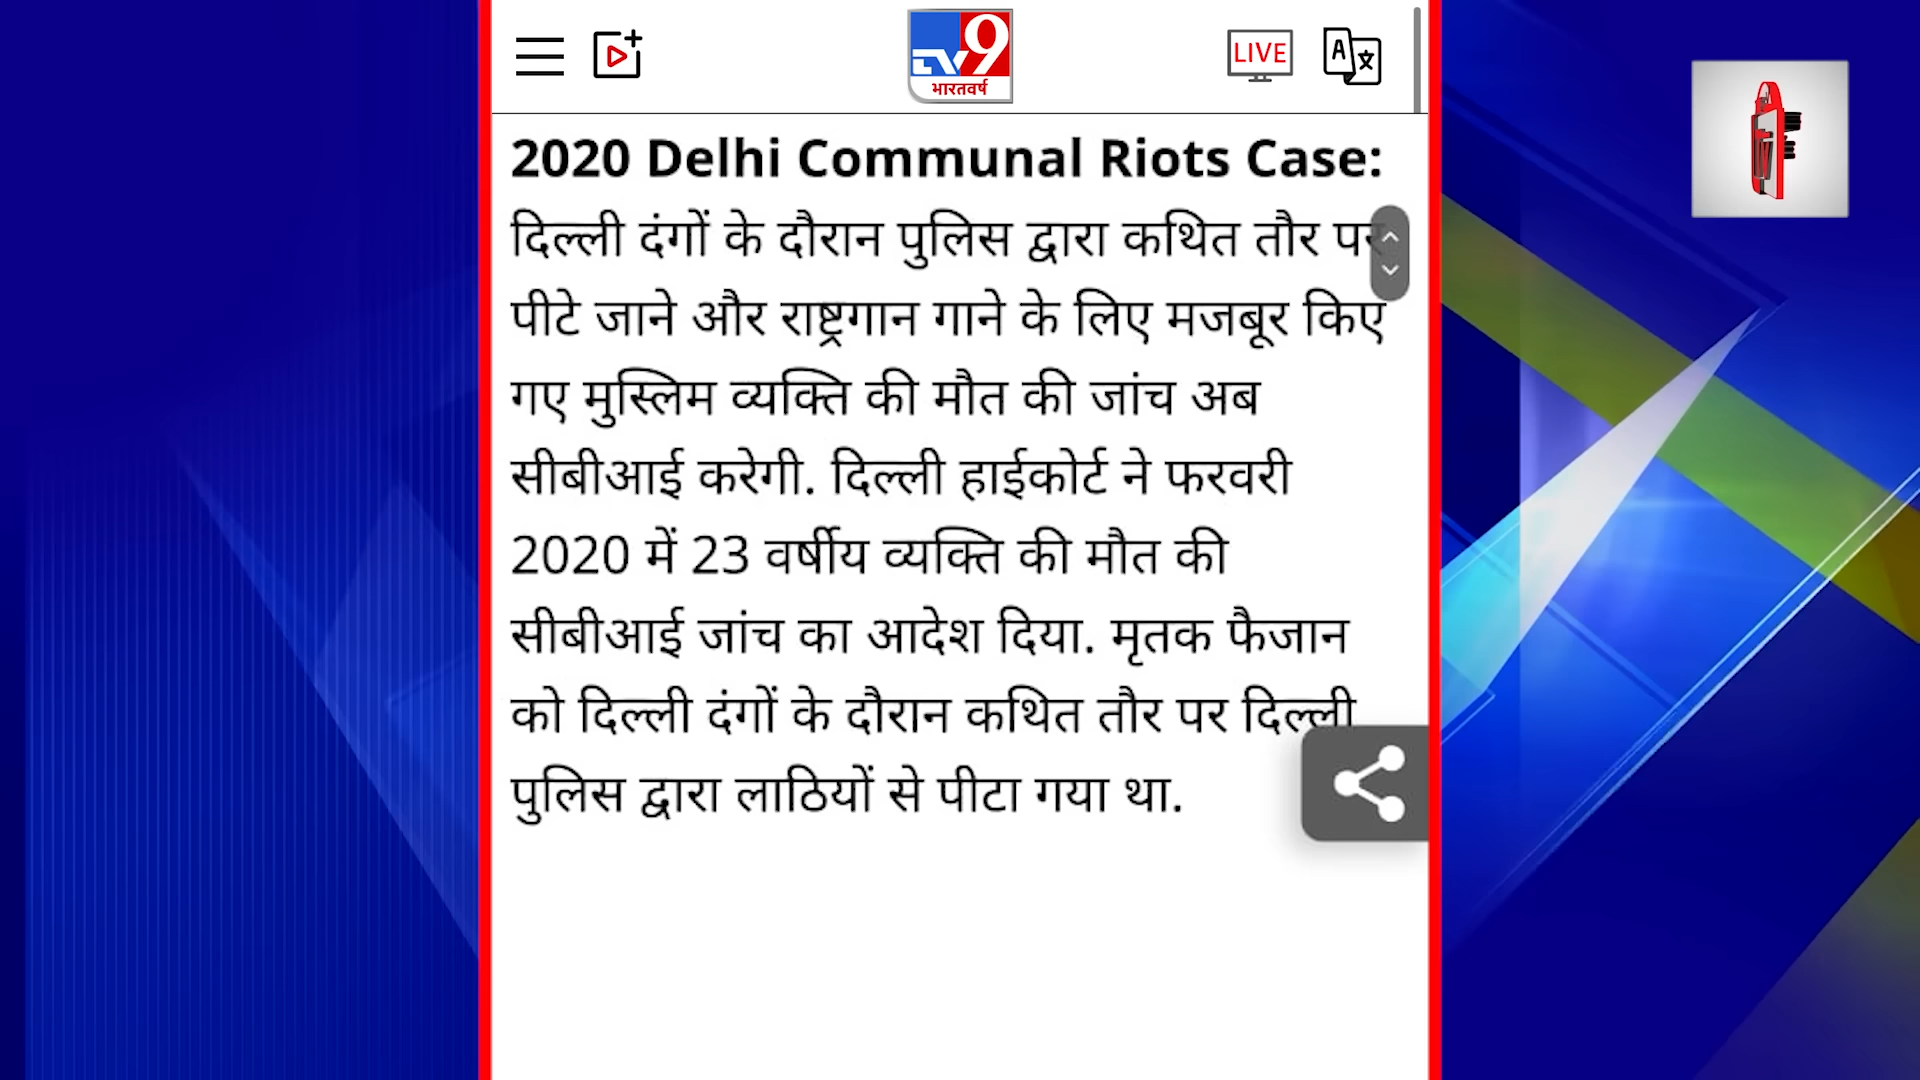 TV9
भारतवर्ष
LIVE
A
文
2020 Delhi Communal Riots Case:
दिल्ली दंगों के दौरान पुलिस द्वारा कथित तौर पर
पीटे जाने और राष्ट्रगान गाने के लिए मजबूर किए
गए मुस्लिम व्यक्ति की मौत की जांच अब
सीबीआई करेगी. दिल्ली हाईकोर्ट ने फरवरी
2020 में 23 वर्षीय व्यक्ति की मौत की
सीबीआई जांच का आदेश दिया. मृतक फैजान
को दिल्ली दंगों के दौरान कथित तौर पर दिल्ली
पुलिस द्वारा लाठियों से पीटा गया था.